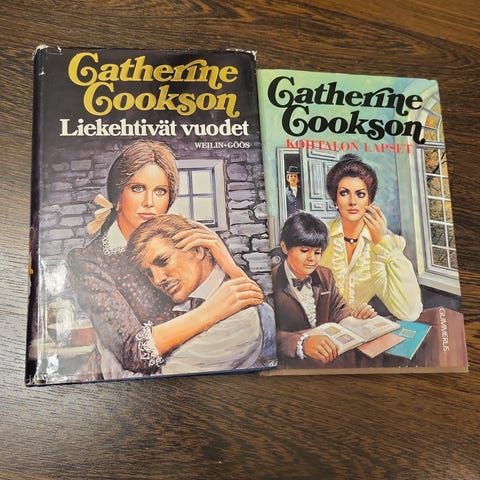 Catherine
Cookson
Liekehtivät vuodet
WEILIN+GÖÖS
Catherine
Cookson
KOHTALON LAPSET
GUMMERUS